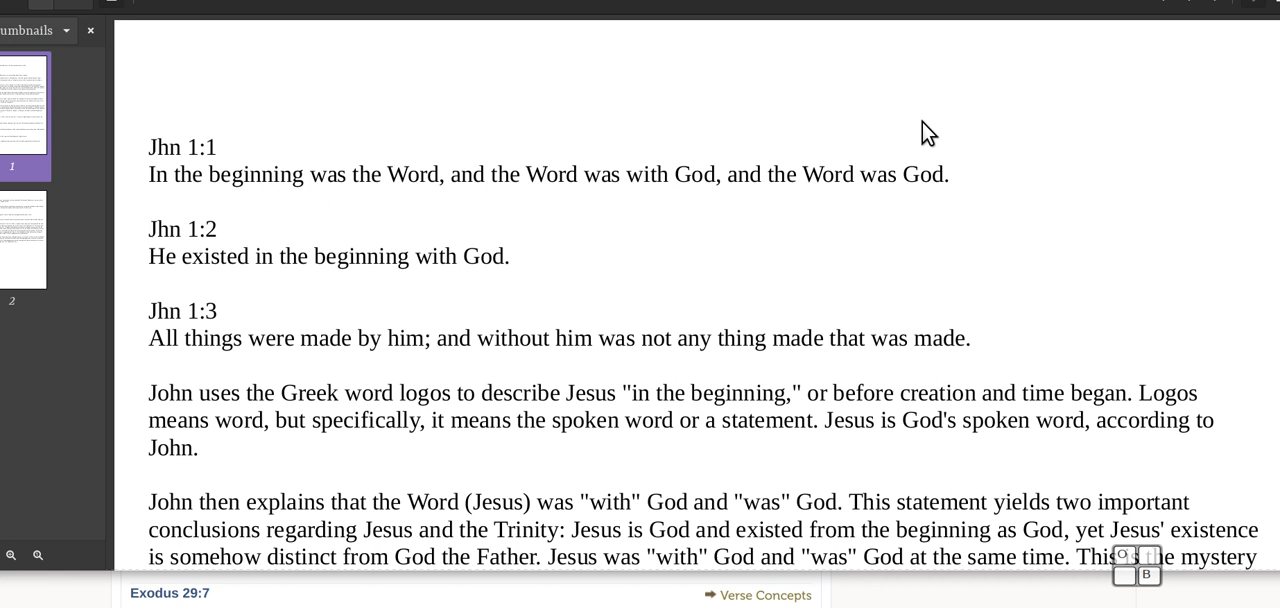 umbnails
Jhn 1:1
In the beginning was the Word, and the Word was with God, and the Word was God.
Jhn 1:2
He existed in the beginning with God.
Jhn 1:3
All things were made by him; and without him was not any thing made that was made.
John uses the Greek word logos to describe Jesus "in the beginning," or before creation and time began. Logos
means word, but specifically, it means the spoken word or a statement. Jesus is God's spoken word, according to
John.
John then explains that the Word (Jesus) was "with" God and "was" God. This statement yields two important
conclusions regarding Jesus and the Trinity: Jesus is God and existed from the beginning as God, yet Jesus' existence
is somehow distinct from God the Father. Jesus was "with" God and "was" God at the same time. This mystery
1
2
B
Exodus 29:7
Verse Concepts